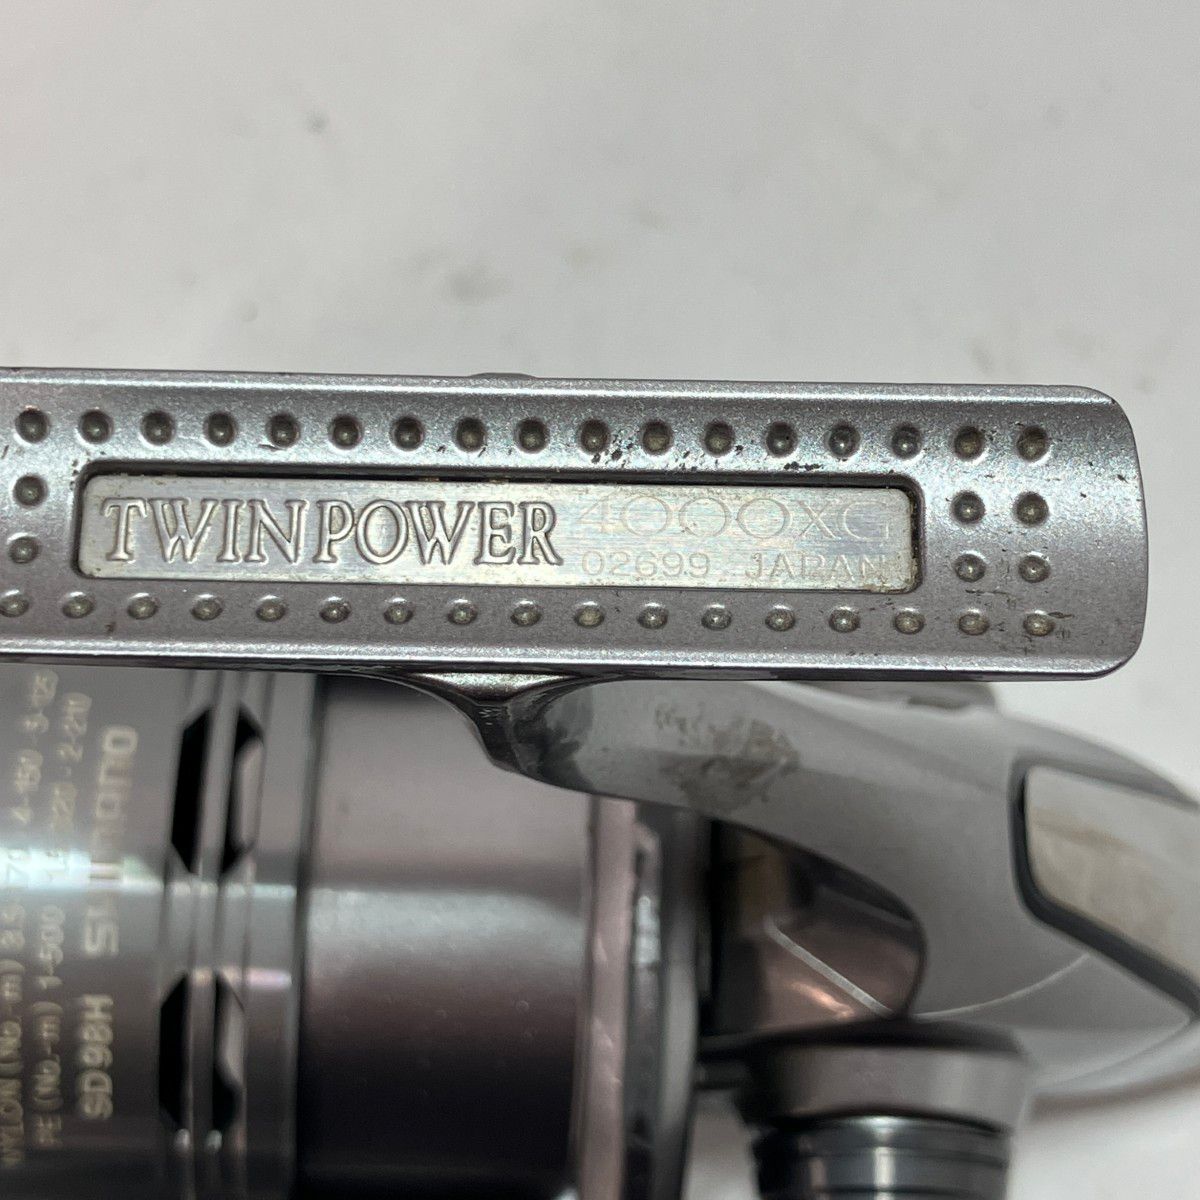 TWINPOWER 4000XG
02699 JAPAN
SHIMANO
SD98H